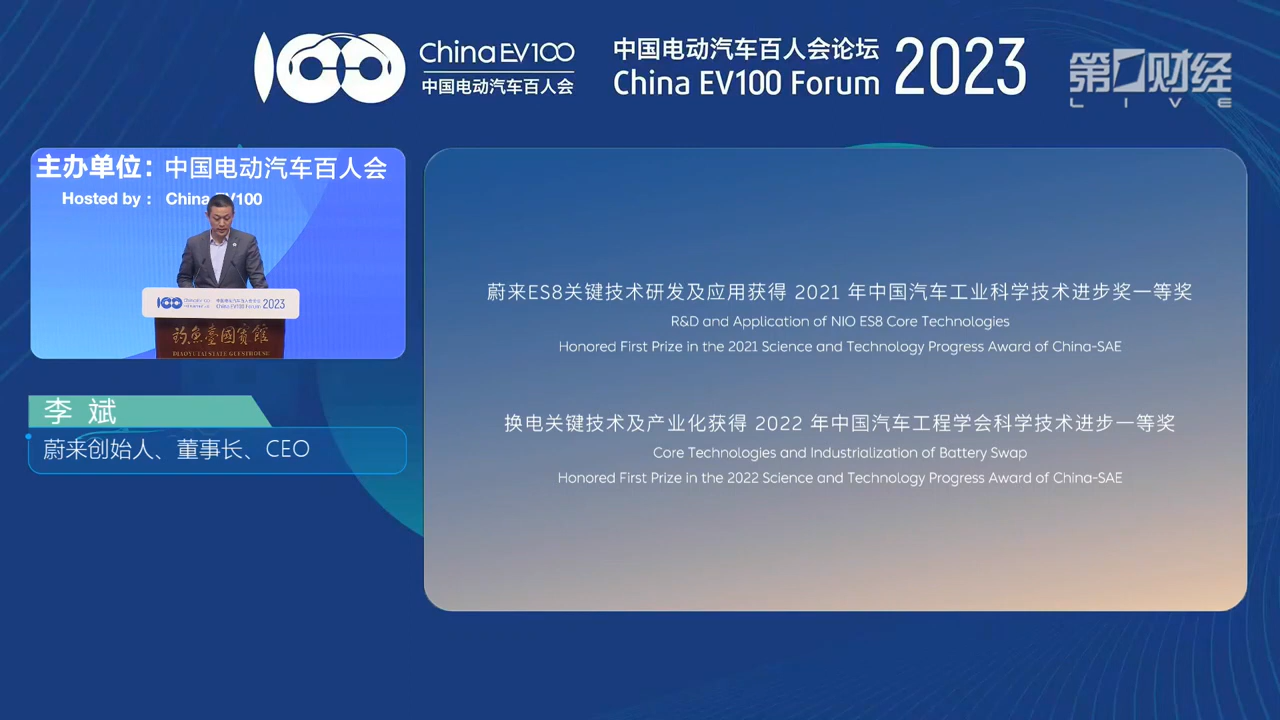 China EV100
中国电动汽车百人会
中国电动汽车百人会论坛
China EV100 Forum
2023
第一财经
LIVE
主办单位：中国电动汽车百人会
Hosted by： China EV100
2023
钓鱼臺國賓館
DIAOYUTAI STATE GUESTHOUSE
李 斌
蔚来创始人、董事长、CEO
蔚来ES8关键技术研发及应用获得 2021 年中国汽车工业科学技术进步奖一等奖
R&D and Application of NIO ES8 Core Technologies
Honored First Prize in the 2021 Science and Technology Progress Award of China-SAE
换电关键技术及产业化获得 2022 年中国汽车工程学会科学技术进步一等奖
Core Technologies and Industrialization of Battery Swap
Honored First Prize in the 2022 Science and Technology Progress Award of China-SAE